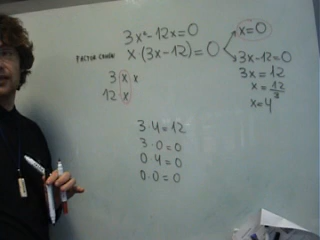 3x²-12x=0
x·(3x-12)=0
x=0
FACTOR COMÚN
3 x x
12 x
3x-12=0
3x=12
x=12/3
x=4
3·4=12
3·0=0
0·4=0
0·0=0